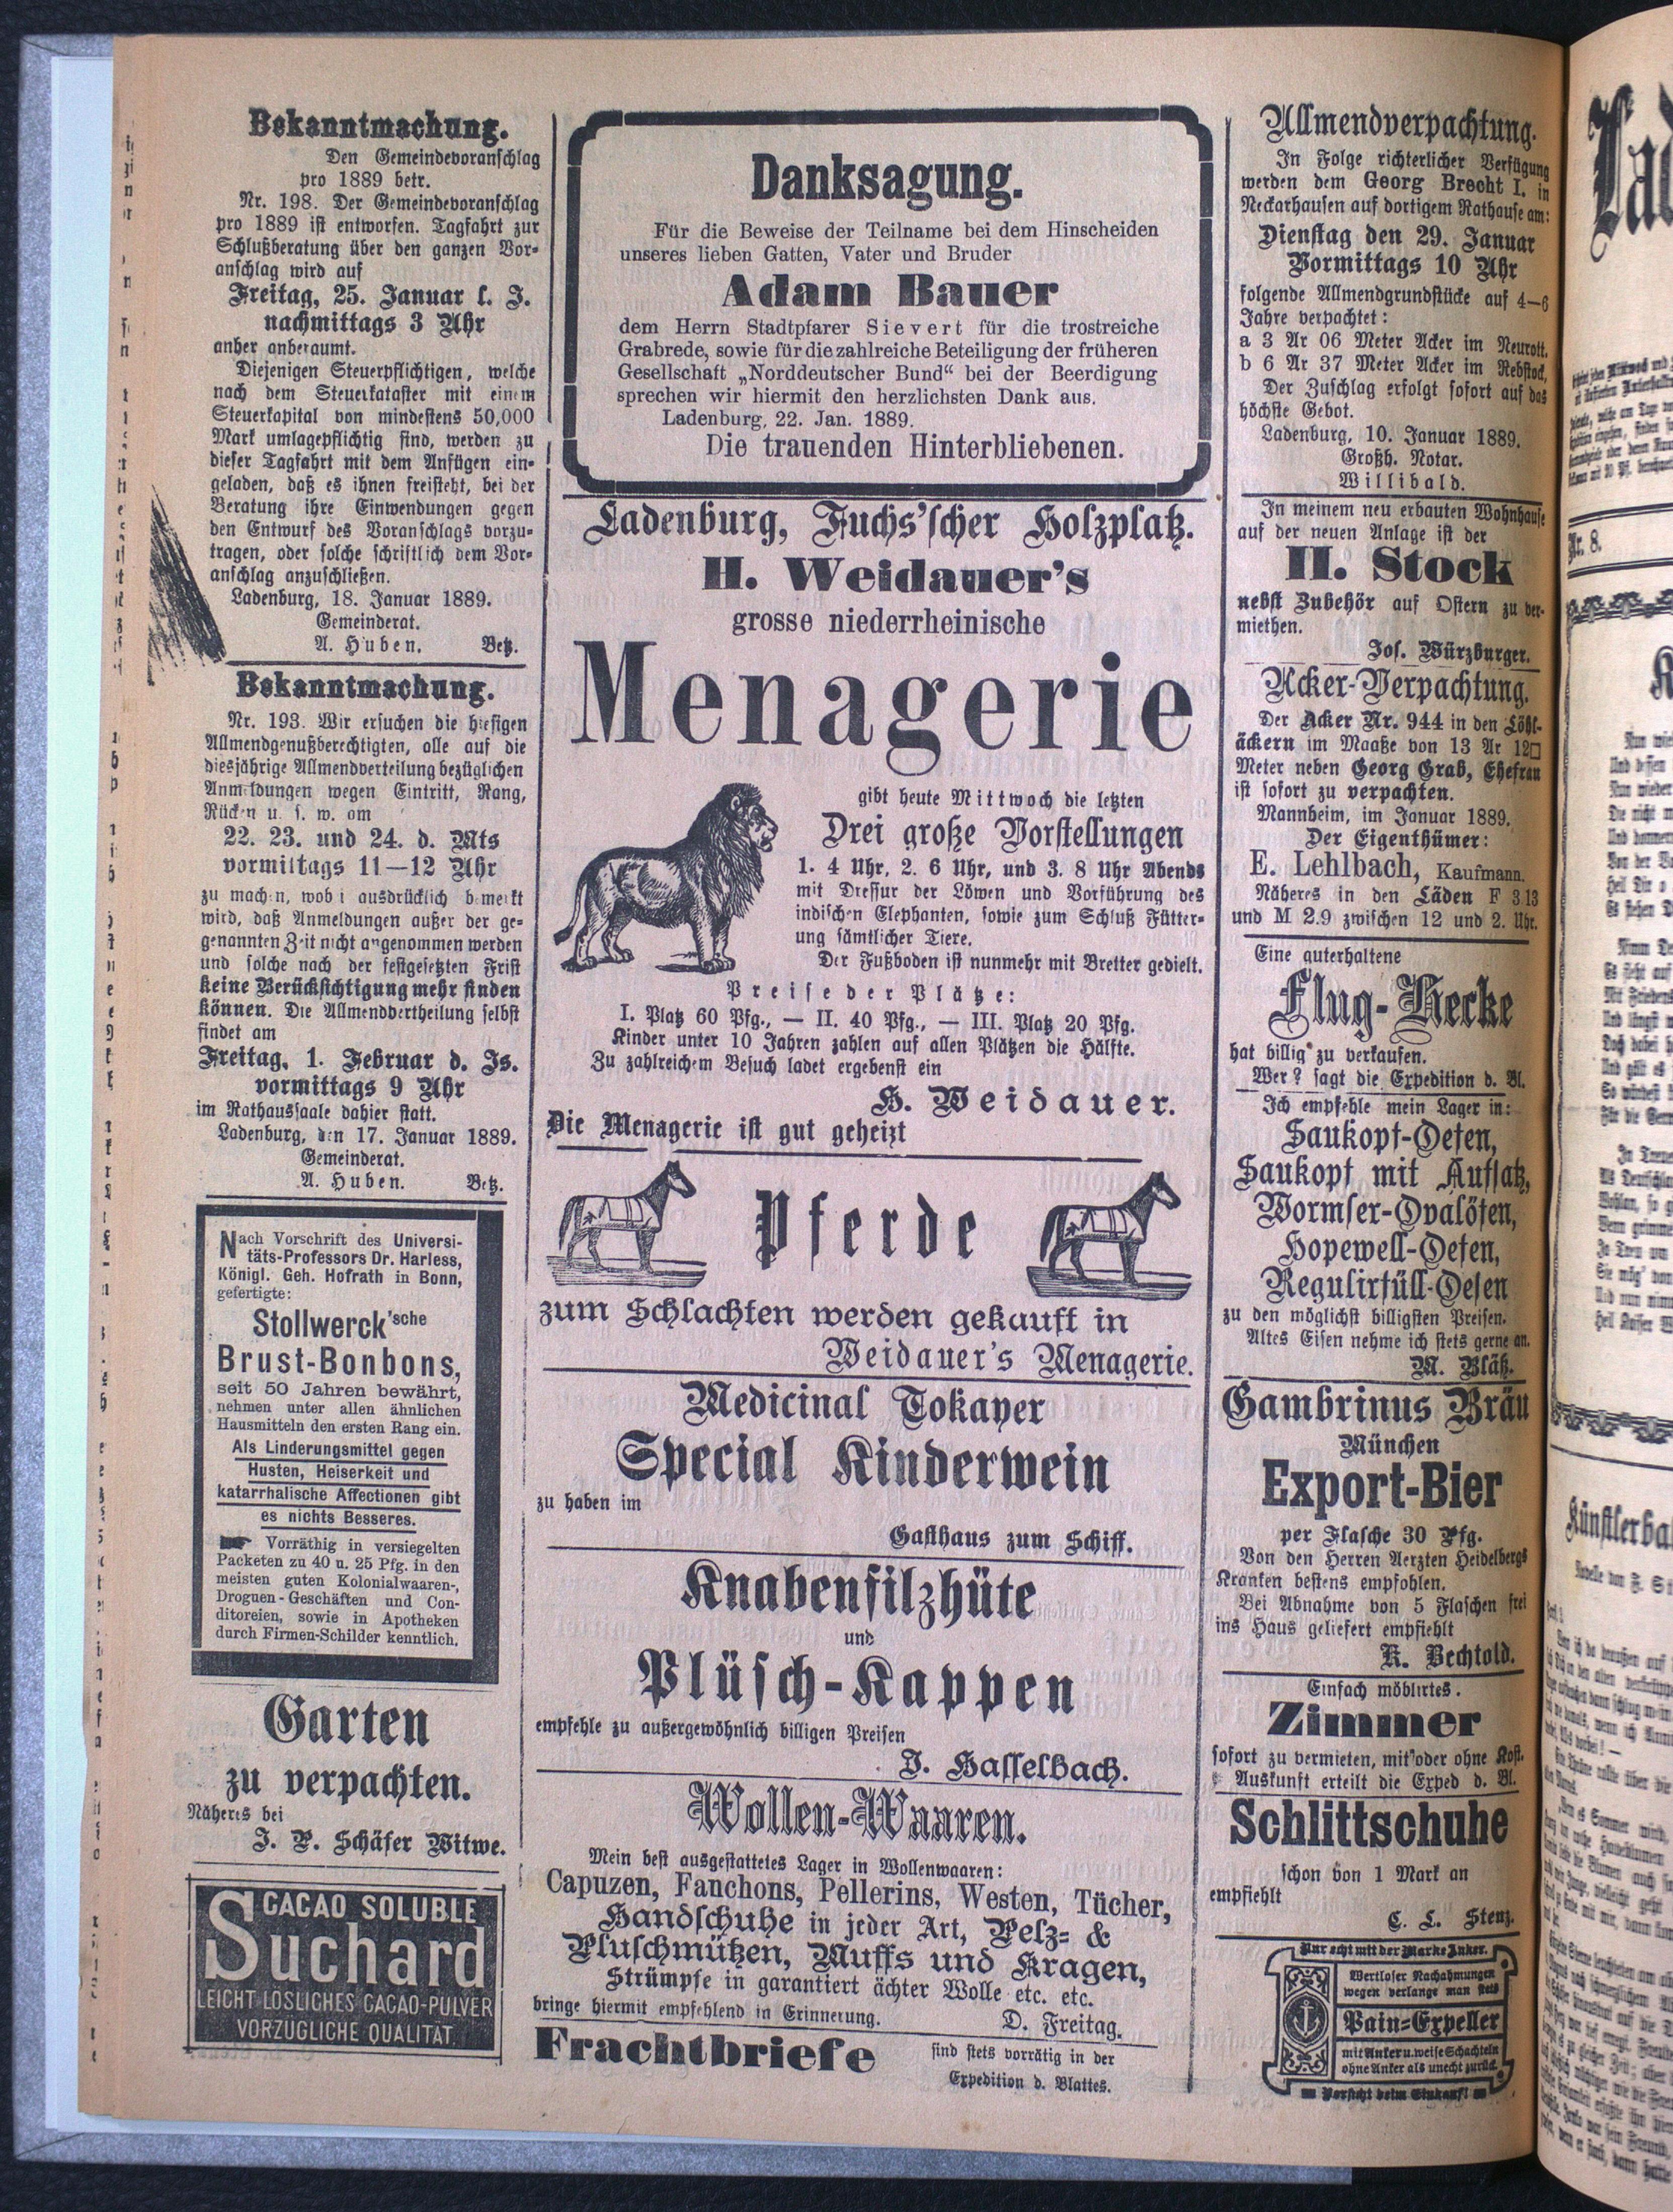 Bekanntmachung.
Den Gemeindevoranschlag
pro 1889 betr.
Nr. 198. Der Gemeindevoranschlag
pro 1889 ist entworfen. Tagfahrt zur
Schlußberatung über den ganzen Vor-
anschlag wird auf
Freitag, 25. Januar l. J.
nachmittags 3 Uhr
anher anberaumt.
Diejenigen Steuerpflichtigen, welche
nach dem Steuerkataster mit einem
Steuerkapital von mindestens 50,000
Mark umlagepflichtig sind, werden zu
dieser Tagfahrt mit dem Anfügen ein-
geladen, daß es ihnen freisteht, bei der
Beratung ihre Einwendungen gegen
den Entwurf des Voranschlags vorzu-
tragen, oder solche schriftlich dem Vor-
anschlag anzuschließen.
Ladenburg, 18. Januar 1889.
Gemeinderat.
A. Huben. Betz.
Bekanntmachung.
Nr. 193. Wir ersuchen die hiesigen
Allmendgenußberechtigten, alle auf die
diesjährige Allmendverteilung bezüglichen
Anmeldungen wegen Eintritt, Rang,
Rücken u. s. w. am
22. 23. und 24. d. Mts
vormittags 11—12 Uhr
zu machen, wobei ausdrücklich bemerkt
wird, daß Anmeldungen außer der ge-
genannten Zeit nicht angenommen werden
und solche nach der festgesetzten Frist
keine Berücksichtigung mehr finden
können. Die Allmendvertheilung selbst
findet am
Freitag, 1. Februar d. Js.
vormittags 9 Uhr
im Rathaussaale dahier statt.
Ladenburg, den 17. Januar 1889.
Gemeinderat.
A. Huben. Betz.
Nach Vorschrift des Universi-
täts-Professors Dr. Harless,
Königl. Geh. Hofrath in Bonn,
gefertigte:
Stollwerck'sche
Brust-Bonbons,
seit 50 Jahren bewährt,
nehmen unter allen ähnlichen
Hausmitteln den ersten Rang ein.
Als Linderungsmittel gegen
Husten, Heiserkeit und
katarrhalische Affectionen gibt
es nichts Besseres.
Vorräthig in versiegelten
Packeten zu 40 u. 25 Pfg. in den
meisten guten Kolonialwaaren-,
Droguen-Geschäften und Con-
ditoreien, sowie in Apotheken
durch Firmen-Schilder kenntlich.
Garten
zu verpachten.
Näheres bei
J. P. Schäfer Witwe.
CACAO SOLUBLE
Suchard
LEICHT LÖSLICHES CACAO-PULVER
VORZÜGLICHE QUALITÄT
Danksagung.
Für die Beweise der Teilname bei dem Hinscheiden
unseres lieben Gatten, Vater und Bruder
Adam Bauer
dem Herrn Stadtpfarer Sievert für die trostreiche
Grabrede, sowie für die zahlreiche Beteiligung der früheren
Gesellschaft „Norddeutscher Bund“ bei der Beerdigung
sprechen wir hiermit den herzlichsten Dank aus.
Ladenburg, 22. Jan. 1889.
Die trauenden Hinterbliebenen.
Ladenburg, Fuchs'scher Holzplatz.
H. Weidauer's
grosse niederrheinische
Menagerie
gibt heute Mittwoch die letzten
Drei große Vorstellungen
1. 4 Uhr, 2. 6 Uhr, und 3. 8 Uhr Abends
mit Dressur der Löwen und Vorführung des
indischen Elephanten, sowie zum Schluß Fütter-
ung sämtlicher Tiere.
Der Fußboden ist nunmehr mit Bretter gedielt.
Preise der Plätze:
I. Platz 60 Pfg., — II. 40 Pfg., — III. Platz 20 Pfg.
Kinder unter 10 Jahren zahlen auf allen Plätzen die Hälfte.
Zu zahlreichem Besuch ladet ergebenst ein
H. Weidauer.
Die Menagerie ist gut geheizt
Pferde
zum Schlachten werden gekauft in
Weidauer's Menagerie.
Medicinal Tokayer
Special Kinderwein
zu haben im
Gasthaus zum Schiff.
Knabenfilzhüte
und
Plüsch-Kappen
empfehle zu außergewöhnlich billigen Preisen
J. Hasselbach.
Wollen-Waaren.
Mein best ausgestattetes Lager in Wollenwaaren:
Capuzen, Fanchons, Pellerins, Westen, Tücher,
Handschuhe in jeder Art, Pelz- &
Pluschmützen, Muffs und Kragen,
Strümpfe in garantiert ächter Wolle etc. etc.
bringe hiermit empfehlend in Erinnerung.
D. Freitag.
Frachtbriefe sind stets vorrätig in der
Expedition d. Blattes.
Allmendverpachtung.
In Folge richterlicher Verfügung
werden dem Georg Brecht I. in
Neckarhausen auf dortigem Rathause am:
Dienstag den 29. Januar
Vormittags 10 Uhr
folgende Allmendgrundstücke auf 4—6
Jahre verpachtet:
a 3 Ar 06 Meter Acker im Neurott.
b 6 Ar 37 Meter Acker im Rebstock,
Der Zuschlag erfolgt sofort auf das
höchste Gebot.
Ladenburg, 10. Januar 1889.
Großh. Notar.
Willibald.
In meinem neu erbauten Wohnhause
auf der neuen Anlage ist der
II. Stock
nebst Zubehör auf Ostern zu ver-
miethen.
Jos. Würzburger.
Acker-Verpachtung.
Der Acker Nr. 944 in den Löhl-
äckern im Maaße von 13 Ar 12□
Meter neben Georg Grab, Ehefrau
ist sofort zu verpachten.
Mannheim, im Januar 1889.
Der Eigenthümer:
E. Lehlbach, Kaufmann.
Näheres in den Läden F 3.13
und M 2.9 zwischen 12 und 2. Uhr.
Eine guterhaltene
Flug-Hecke
hat billig zu verkaufen.
Wer? sagt die Expedition d. Bl.
Ich empfehle mein Lager in:
Saukopf-Oefen,
Saukopf mit Aufsatz,
Wormser-Ovalöfen,
Hopewell-Oefen,
Regulirfüll-Oefen
zu den möglichst billigsten Preisen.
Altes Eisen nehme ich stets gerne an.
M. Bläß.
Gambrinus Bräu
München
Export-Bier
per Flasche 30 Pfg.
Von den Herren Aerzten Heidelbergs
Kranken bestens empfohlen.
Bei Abnahme von 5 Flaschen frei
ins Haus geliefert empfiehlt
K. Bechtold.
Einfach möblirtes.
Zimmer
sofort zu vermieten, mit oder ohne Kost.
Auskunft erteilt die Exped d. Bl.
Schlittschuhe
schon von 1 Mark an
empfiehlt
C. L. Stenz.
Nur echt mit der Marke Anker.
Wertloser Nachahmungen
wegen verlange man stets
Pain-Expeller
mit Anker u. weise Schachteln
ohne Anker als unecht zurück.
Vorsicht beim Einkauf!
Nr. 8.